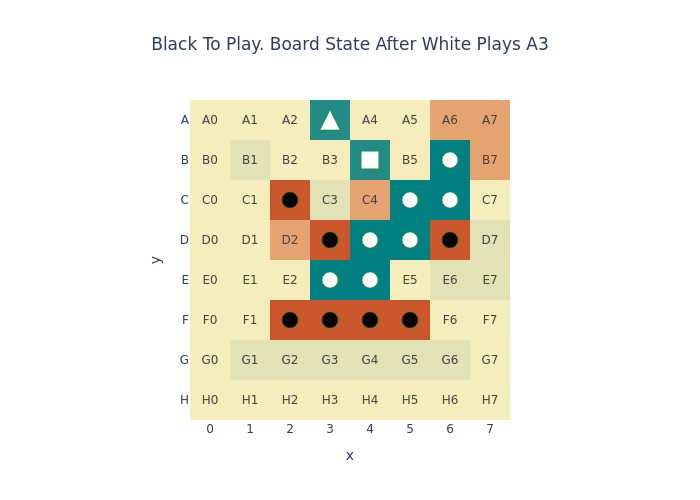 Black To Play. Board State After White Plays A3
A A0 A1 A2 A4 A5 A6 A7
B B0 B1 B2 B3 B5 B7
C C0 C1 C3 C4 C7
D D0 D1 D2 D7
E E0 E1 E2 E5 E6 E7
F F0 F1 F6 F7
G G0 G1 G2 G3 G4 G5 G6 G7
H H0 H1 H2 H3 H4 H5 H6 H7
0 1 2 3 4 5 6 7
x
y